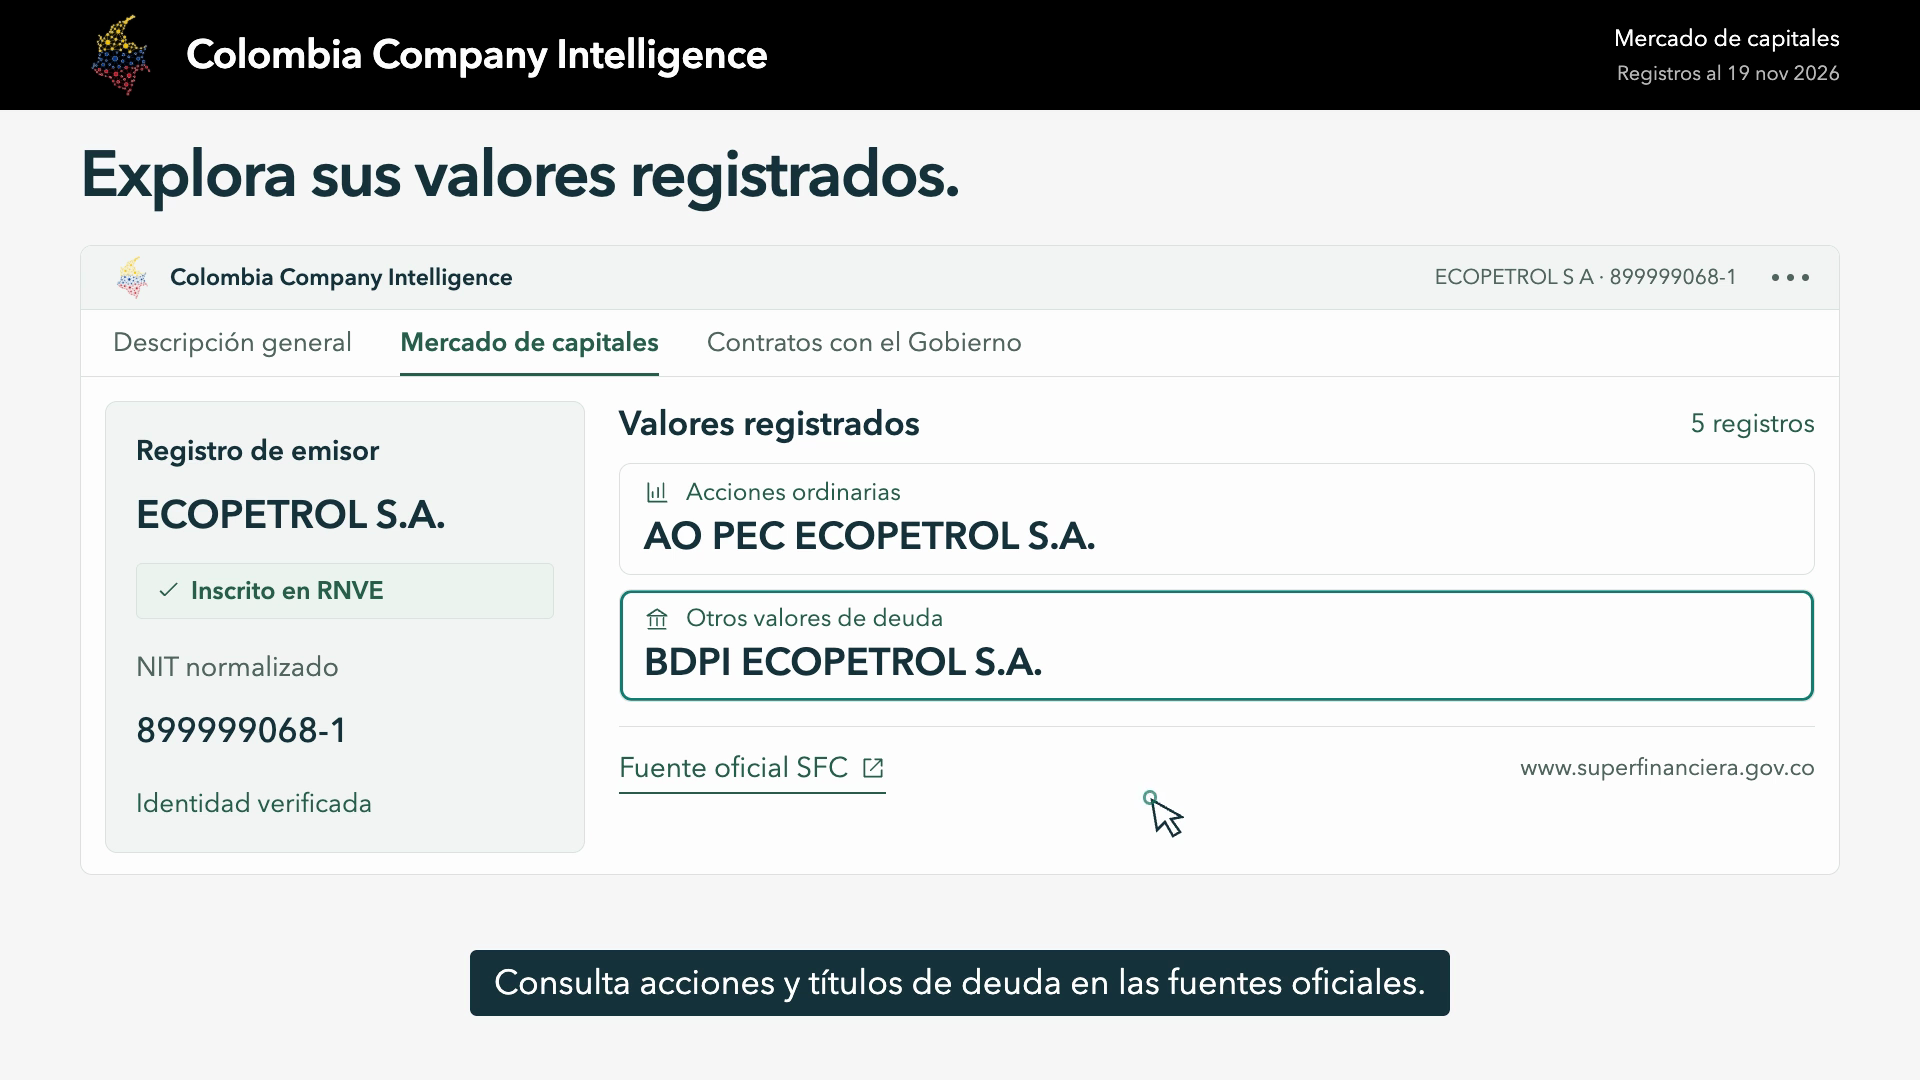 Colombia Company Intelligence
Mercado de capitales
Registros al 19 nov 2026
Explora sus valores registrados.
Colombia Company Intelligence
ECOPETROL S A · 899999068-1
Descripción general
Mercado de capitales
Contratos con el Gobierno
Registro de emisor
ECOPETROL S.A.
Inscrito en RNVE
NIT normalizado
899999068-1
Identidad verificada
Valores registrados
5 registros
Acciones ordinarias
AO PEC ECOPETROL S.A.
Otros valores de deuda
BDPI ECOPETROL S.A.
Fuente oficial SFC
www.superfinanciera.gov.co
Consulta acciones y títulos de deuda en las fuentes oficiales.